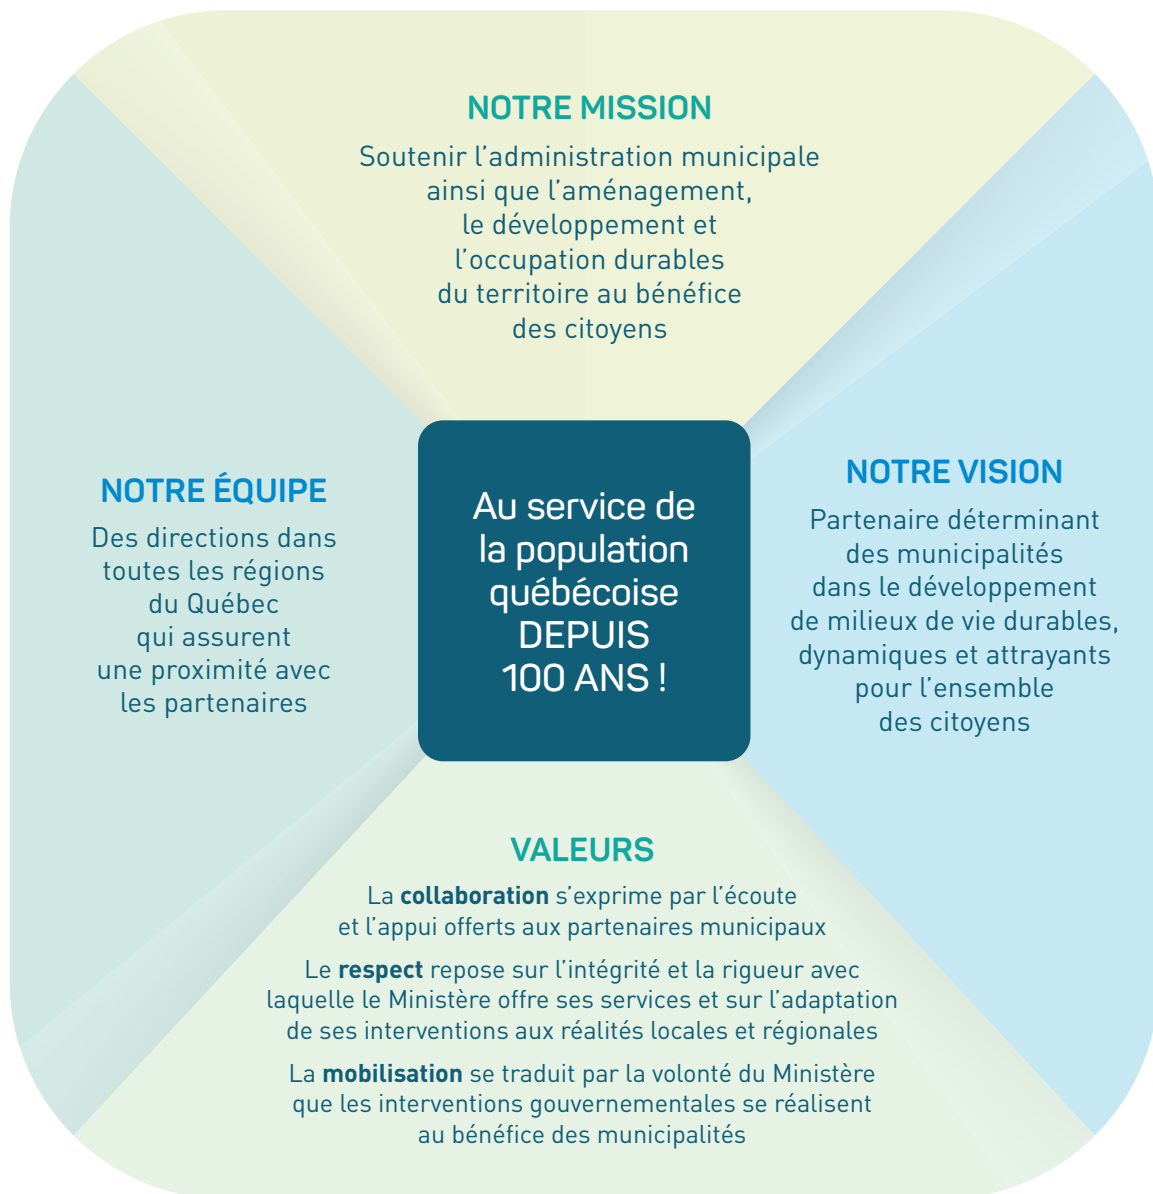 NOTRE MISSION
Soutenir l’administration municipale
ainsi que l’aménagement,
le développement et
l’occupation durables
du territoire au bénéfice
des citoyens
NOTRE ÉQUIPE
Des directions dans
toutes les régions
du Québec
qui assurent
une proximité avec
les partenaires
Au service de
la population
québécoise
DEPUIS
100 ANS !
NOTRE VISION
Partenaire déterminant
des municipalités
dans le développement
de milieux de vie durables,
dynamiques et attrayants
pour l’ensemble
des citoyens
VALEURS
La collaboration s’exprime par l’écoute
et l’appui offerts aux partenaires municipaux
Le respect repose sur l’intégrité et la rigueur avec
laquelle le Ministère offre ses services et sur l’adaptation
de ses interventions aux réalités locales et régionales
La mobilisation se traduit par la volonté du Ministère
que les interventions gouvernementales se réalisent
au bénéfice des municipalités